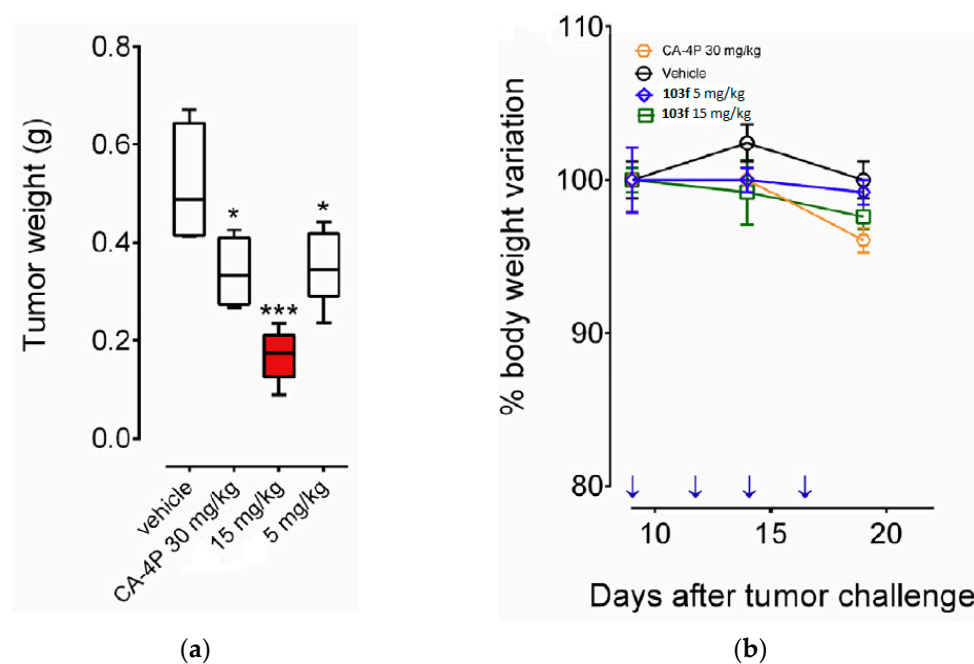 Tumor weight (g)
0.8
0.6
0.4
0.2
0.0
*
***
*
vehicle
CA-4P 30 mg/kg
15 mg/kg
5 mg/kg
(a)
% body weight variation
110
100
90
80
CA-4P 30 mg/kg
Vehicle
103f 5 mg/kg
103f 15 mg/kg
↓ ↓ ↓ ↓
10 15 20
Days after tumor challenge
(b)